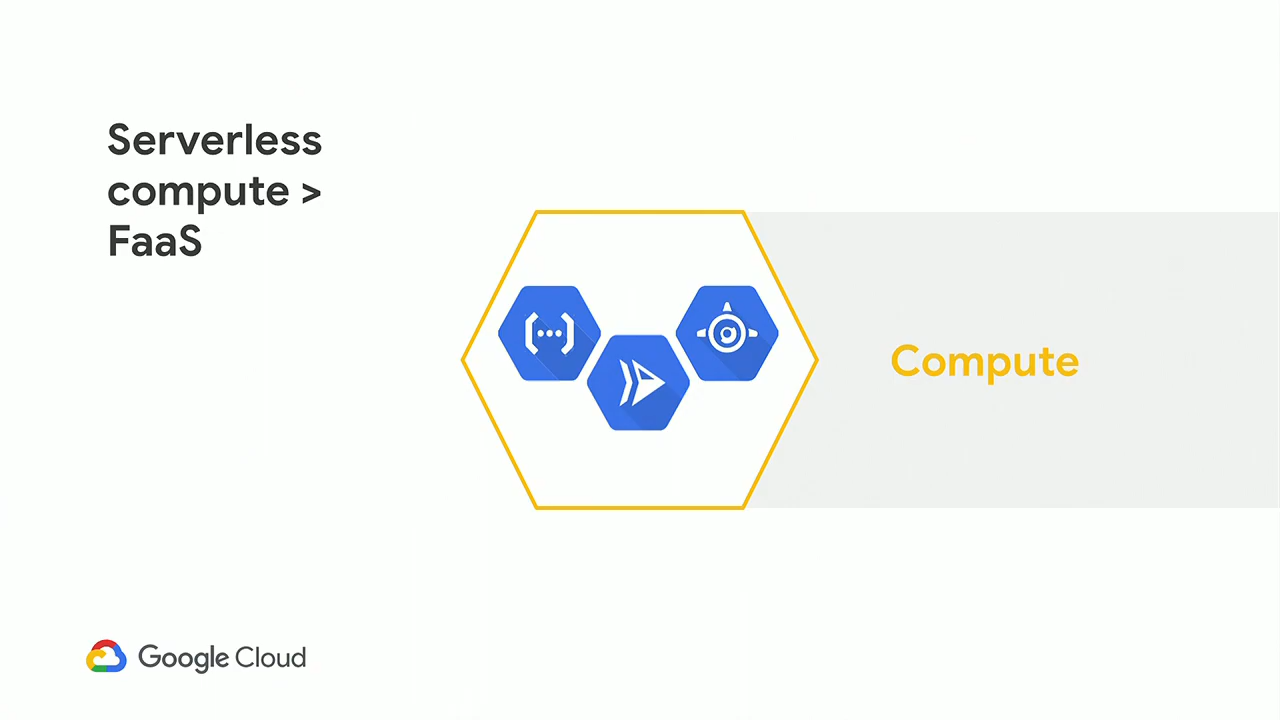 Serverless
compute >
FaaS
Compute
Google Cloud